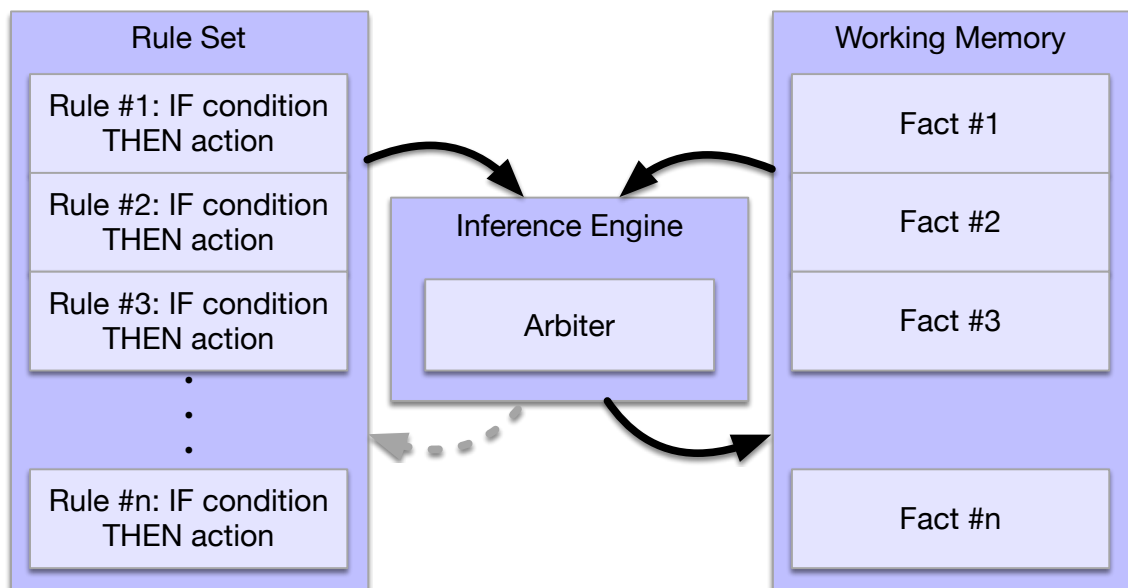 Rule Set
Rule #1: IF condition
THEN action
Rule #2: IF condition
THEN action
Rule #3: IF condition
THEN action
Rule #n: IF condition
THEN action
Inference Engine
Arbiter
Working Memory
Fact #1
Fact #2
Fact #3
Fact #n